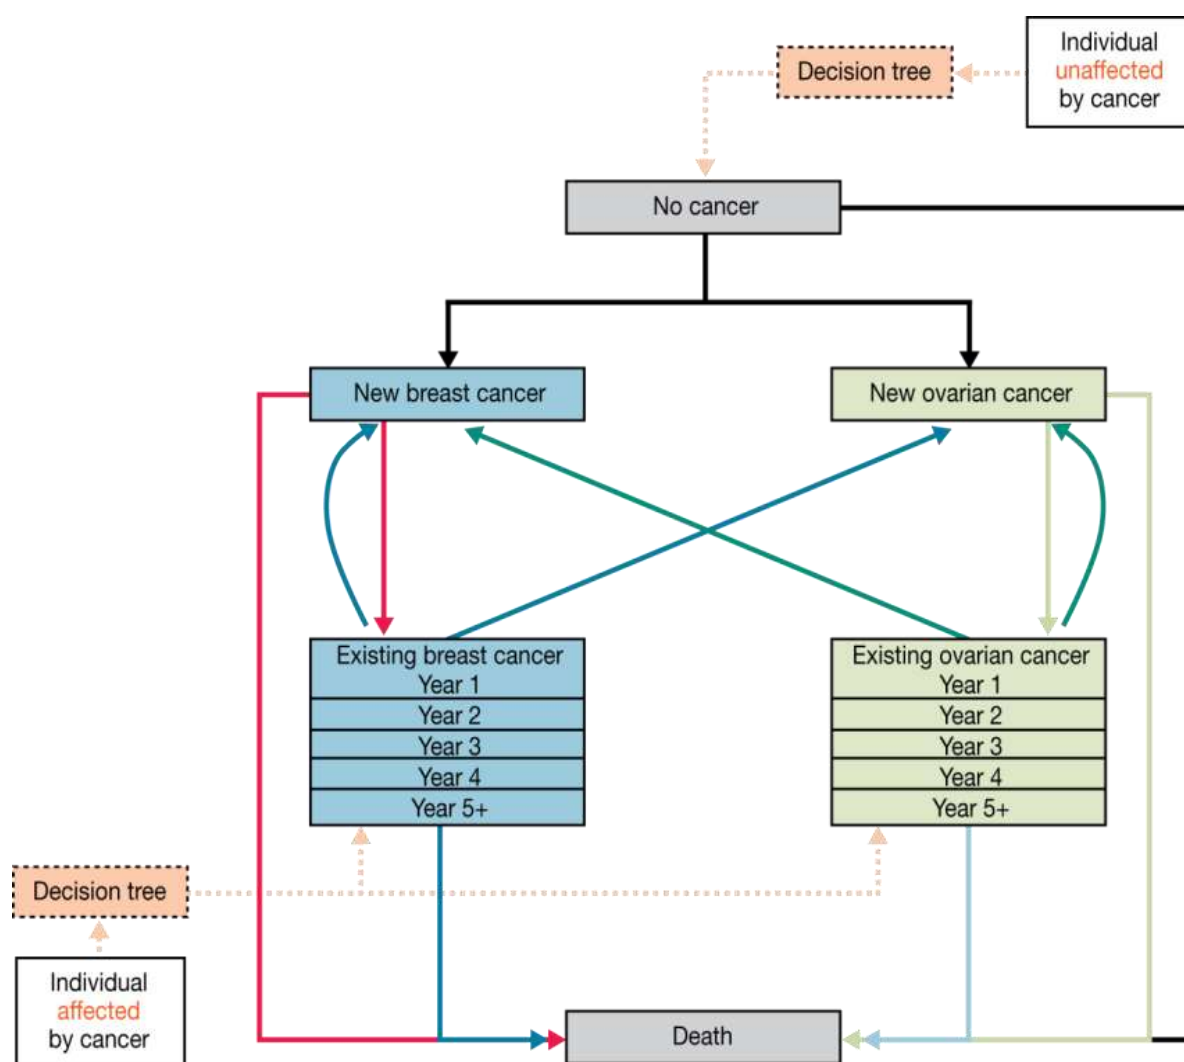 Individual
unaffected
by cancer
Decision tree
No cancer
New breast cancer
New ovarian cancer
Existing breast cancer
Year 1
Year 2
Year 3
Year 4
Year 5+
Existing ovarian cancer
Year 1
Year 2
Year 3
Year 4
Year 5+
Decision tree
Individual
affected
by cancer
Death